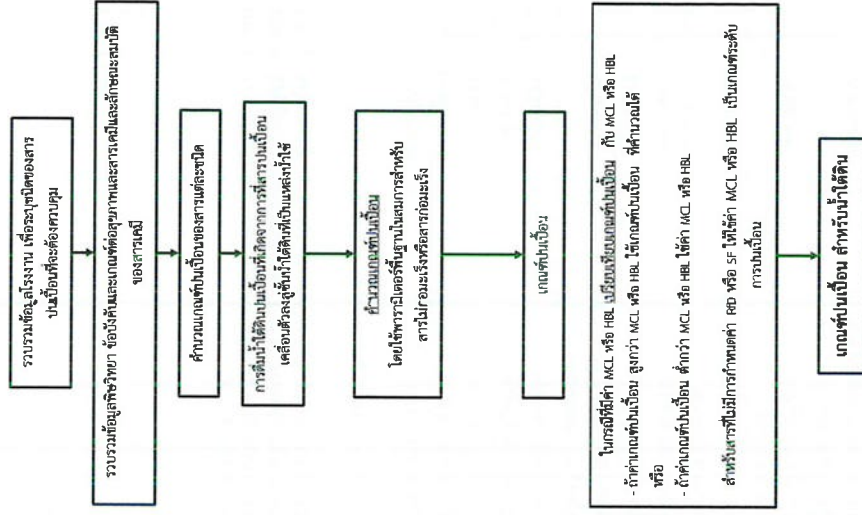 รวบรวมข้อมูลโรงงาน เพื่อระบุชนิดของสาร
ปนเปื้อนที่จะต้องควบคุม
รวบรวมข้อมูลพิษวิทยา ข้อบังคับและเกณฑ์ต่อสุขภาพและสารเคมีและลักษณะสมบัติ
ของสารเคมี
คำนวณเกณฑ์ปนเปื้อนของสารแต่ละชนิด
การดื่มน้ำใต้ดินปนเปื้อนที่เกิดจากการที่สารปนเปื้อน
เคลื่อนตัวลงสู่ชั้นน้ำใต้ดินที่เป็นแหล่งน้ำใช้
คำนวณเกณฑ์ปนเปื้อน
โดยใช้พารามิเตอร์พื้นฐานในสมการสำหรับ
สารไม่ก่อมะเร็งหรือสารก่อมะเร็ง
เกณฑ์ปนเปื้อน
ในกรณีที่มีค่า MCL หรือ HBL เปรียบเทียบเกณฑ์ปนเปื้อน กับ MCL หรือ HBL
- ถ้าค่าเกณฑ์ปนเปื้อน สูงกว่า MCL หรือ HBL ใช้เกณฑ์ปนเปื้อน ที่คำนวณได้
หรือ
- ถ้าค่าเกณฑ์ปนเปื้อน ต่ำกว่า MCL หรือ HBL ใช้ค่า MCL หรือ HBL
สำหรับสารที่ไม่มีการกำหนดค่า RfD หรือ SF ให้ใช้ค่า MCL หรือ HBL เป็นเกณฑ์ระดับ
การปนเปื้อน
เกณฑ์ปนเปื้อน สำหรับน้ำใต้ดิน